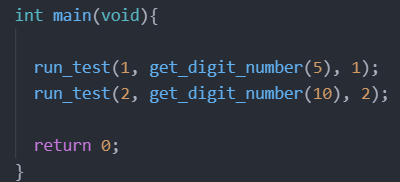 int main(void){
run_test(1, get_digit_number(5), 1);
run_test(2, get_digit_number(10), 2);
return 0;
}